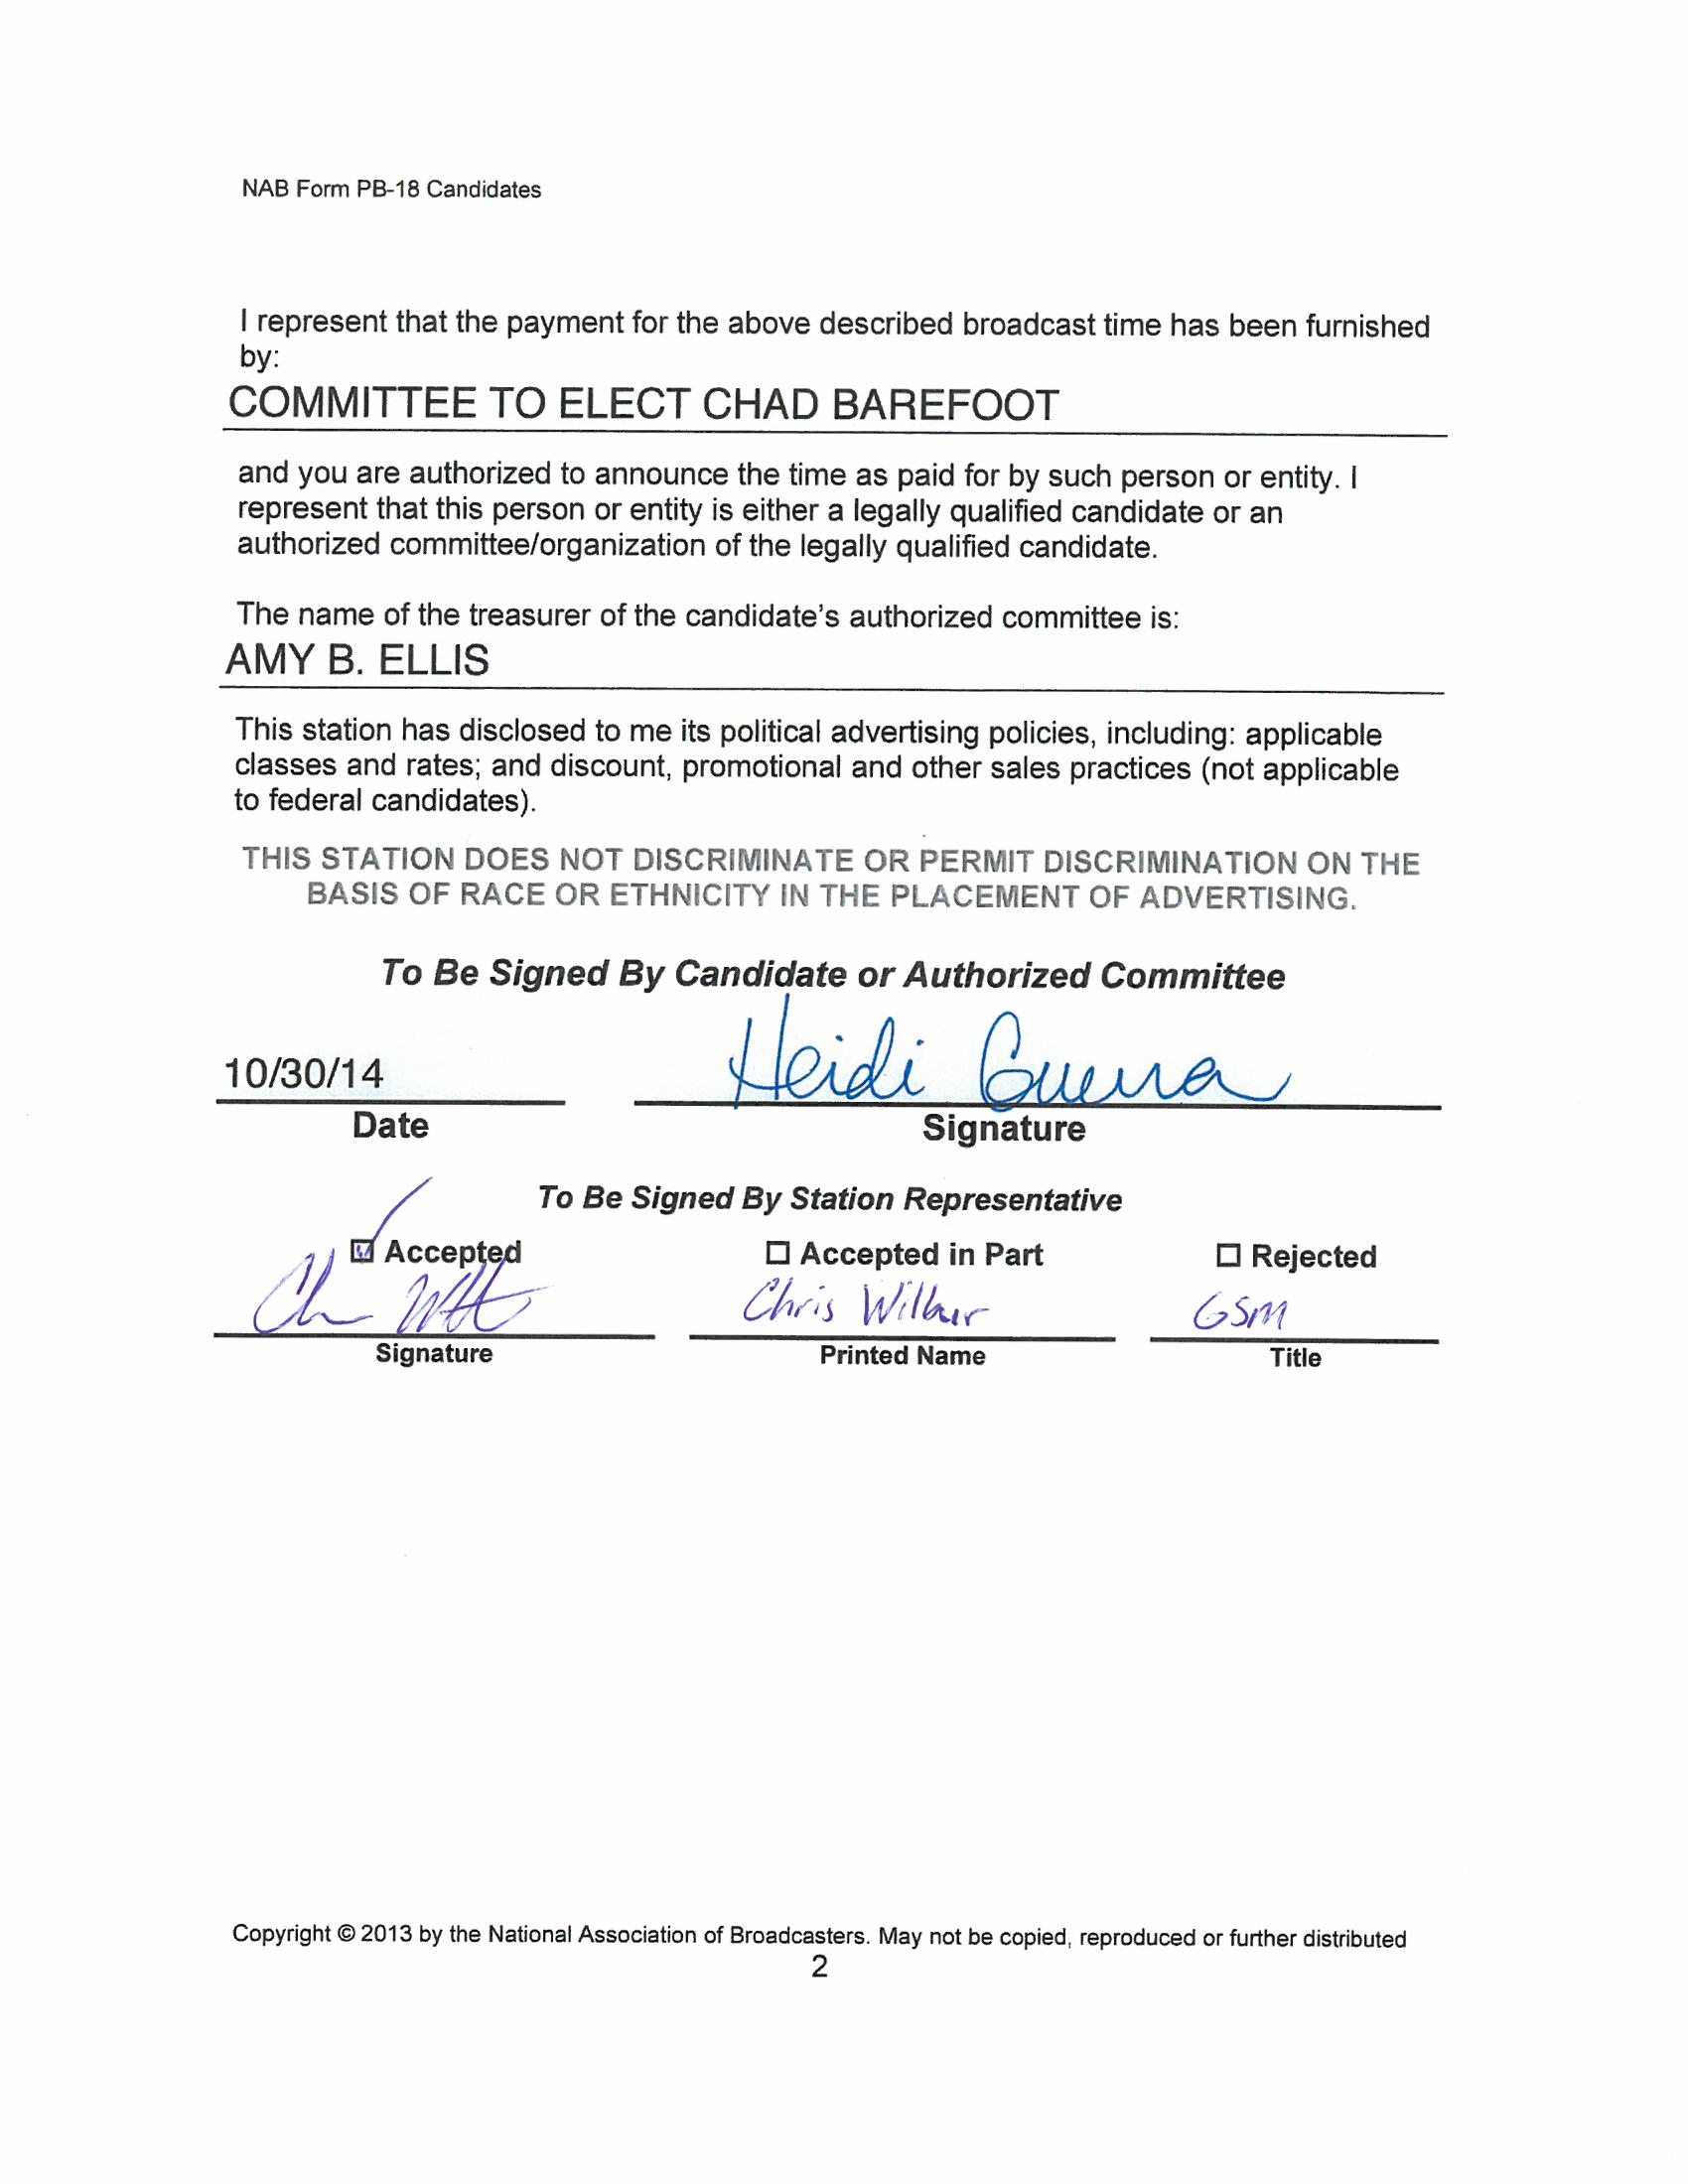 NAB Form PB-18 Candidates
I represent that the payment for the above described broadcast time has been furnished
by:
COMMITTEE TO ELECT CHAD BAREFOOT
and you are authorized to announce the time as paid for by such person or entity. I
represent that this person or entity is either a legally qualified candidate or an
authorized committee/organization of the legally qualified candidate.
The name of the treasurer of the candidate's authorized committee is:
AMY B. ELLIS
This station has disclosed to me its political advertising policies, including: applicable
classes and rates; and discount, promotional and other sales practices (not applicable
to federal candidates).
THIS STATION DOES NOT DISCRIMINATE OR PERMIT DISCRIMINATION ON THE
BASIS OF RACE OR ETHNICITY IN THE PLACEMENT OF ADVERTISING.
To Be Signed By Candidate or Authorized Committee
10/30/14 Heidi Guerra
Date Signature
To Be Signed By Station Representative
☑ Accepted ☐ Accepted in Part ☐ Rejected
Chris Wilbur GSM
Signature Printed Name Title
Copyright © 2013 by the National Association of Broadcasters. May not be copied, reproduced or further distributed
2